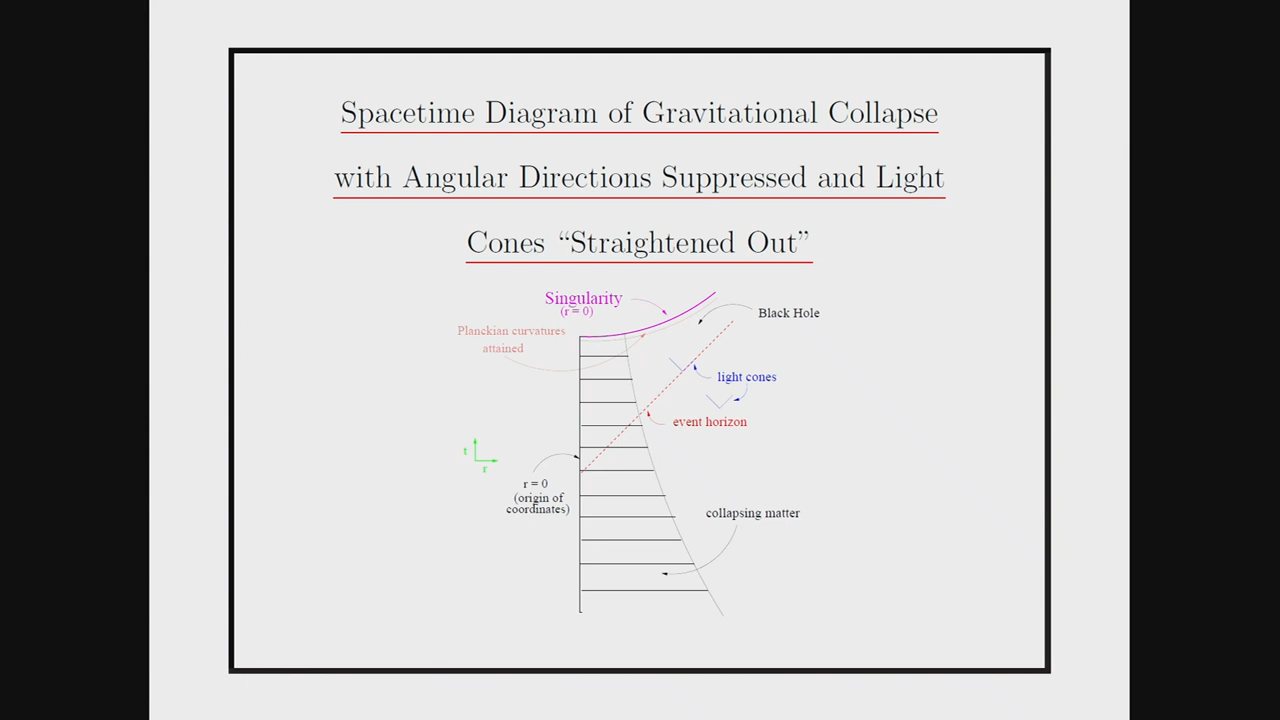 Spacetime Diagram of Gravitational Collapse
with Angular Directions Suppressed and Light
Cones “Straightened Out”
Singularity
(r = 0)
Black Hole
Planckian curvatures
attained
light cones
event horizon
t
r
r = 0
(origin of
coordinates)
collapsing matter